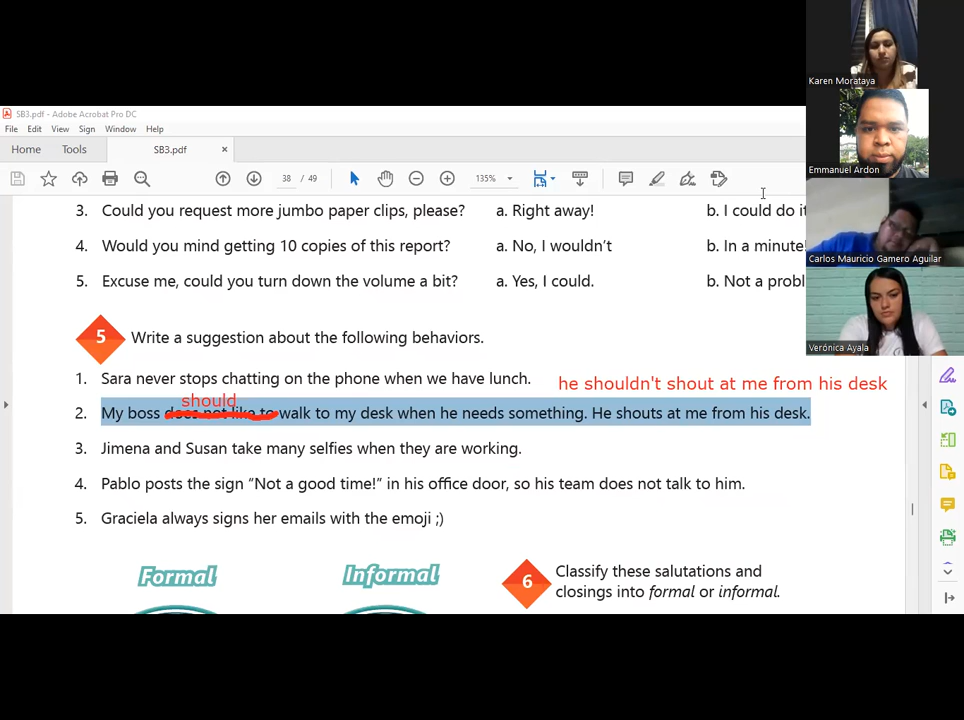 Karen Morataya
SB3.pdf - Adobe Acrobat Pro DC
File Edit View Sign Window Help
Home Tools SB3.pdf ×
38 / 49 135%
Emmanuel Ardon
3. Could you request more jumbo paper clips, please? a. Right away! b. I could do it
4. Would you mind getting 10 copies of this report? a. No, I wouldn't b. In a minute!
Carlos Mauricio Gamero Aguilar
5. Excuse me, could you turn down the volume a bit? a. Yes, I could. b. Not a probl
5 Write a suggestion about the following behaviors.
Verónica Ayala
1. Sara never stops chatting on the phone when we have lunch.
he shouldn't shout at me from his desk
should
2. My boss does not like to walk to my desk when he needs something. He shouts at me from his desk.
3. Jimena and Susan take many selfies when they are working.
4. Pablo posts the sign “Not a good time!” in his office door, so his team does not talk to him.
5. Graciela always signs her emails with the emoji ;)
Formal Informal
6 Classify these salutations and
closings into formal or informal.